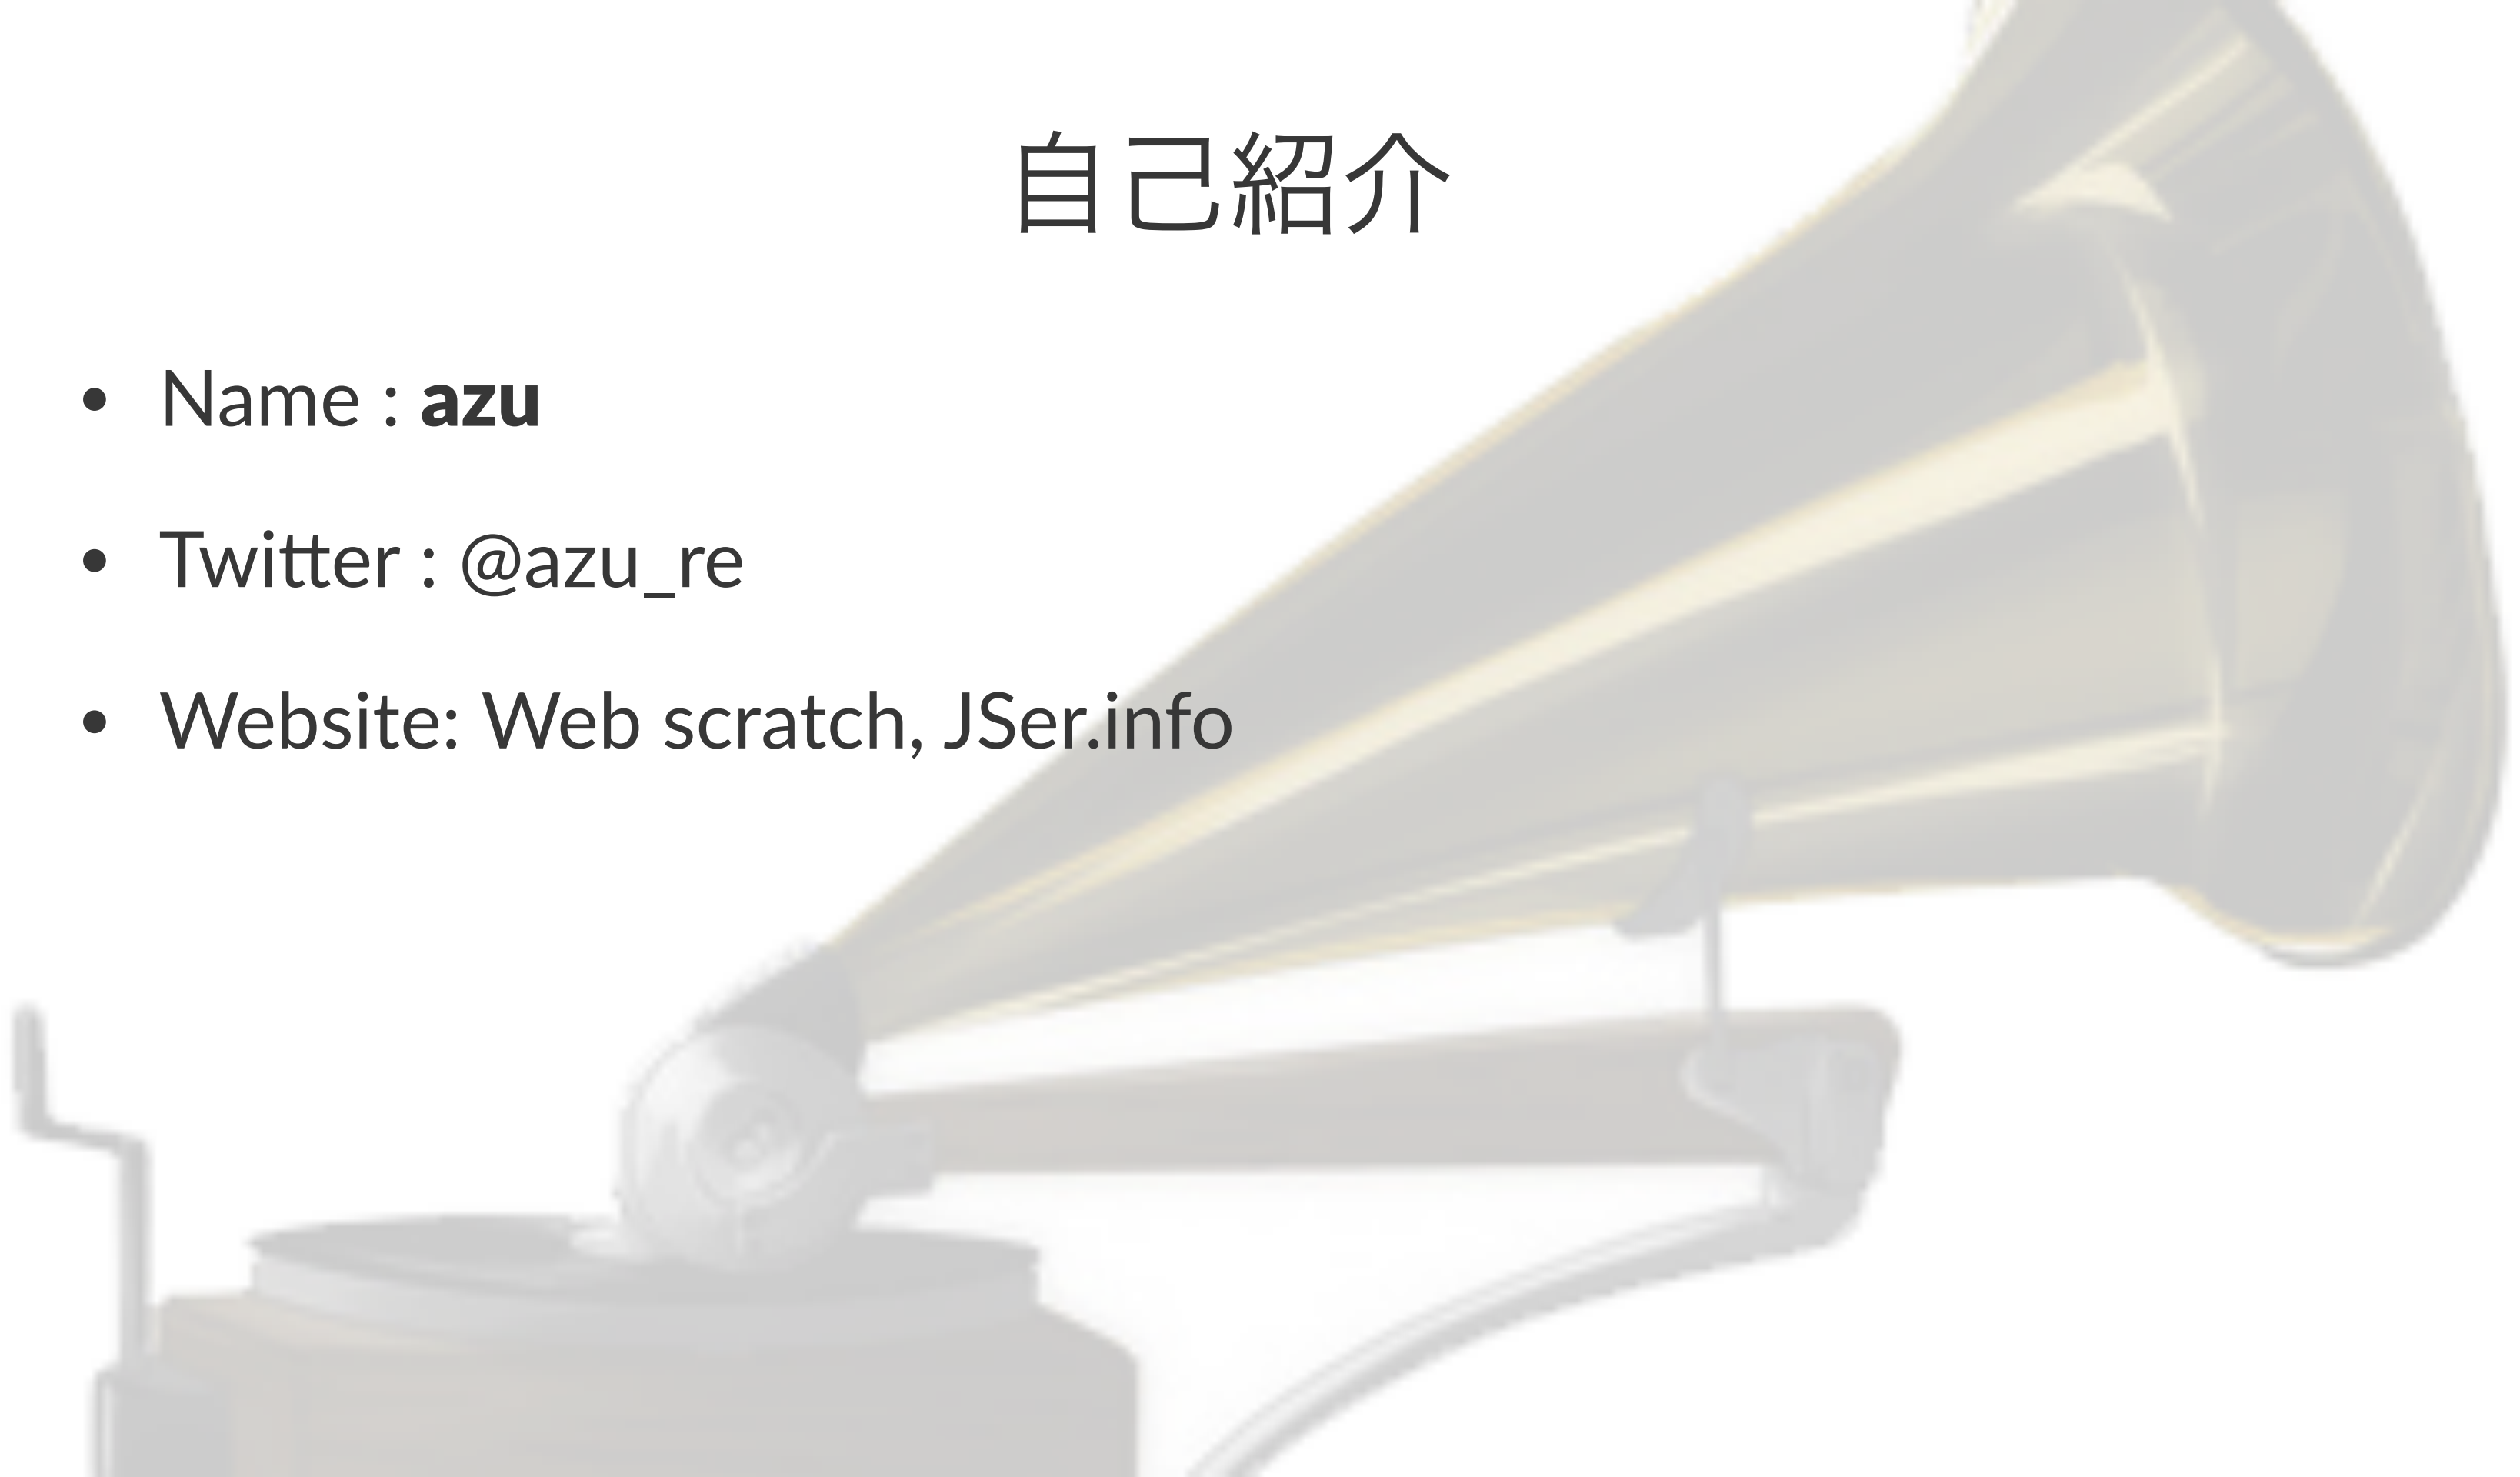 自己紹介
• Name : azu
• Twitter : @azu_re
• Website: Web scratch, JSer.info